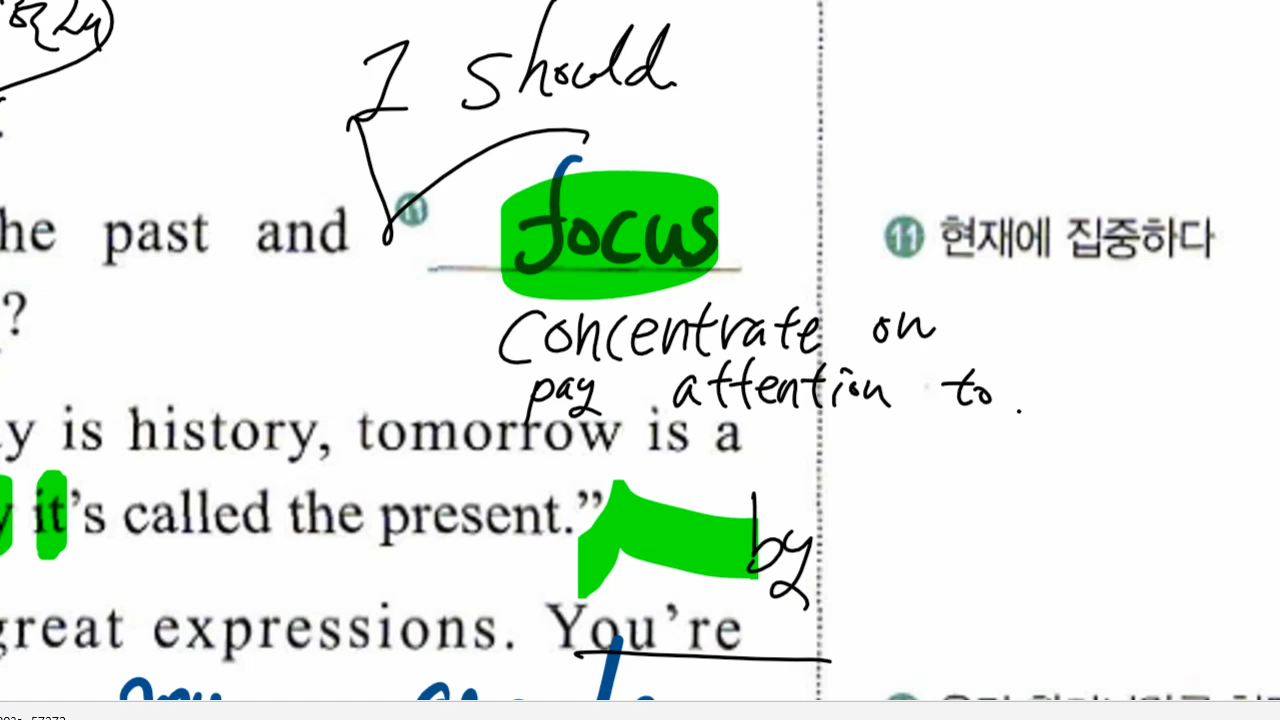 I should
he past and ⑪ focus
⑪ 현재에 집중하다
?
concentrate on
pay attention to.
y is history, tomorrow is a
y it's called the present.”
by
great expressions. You're